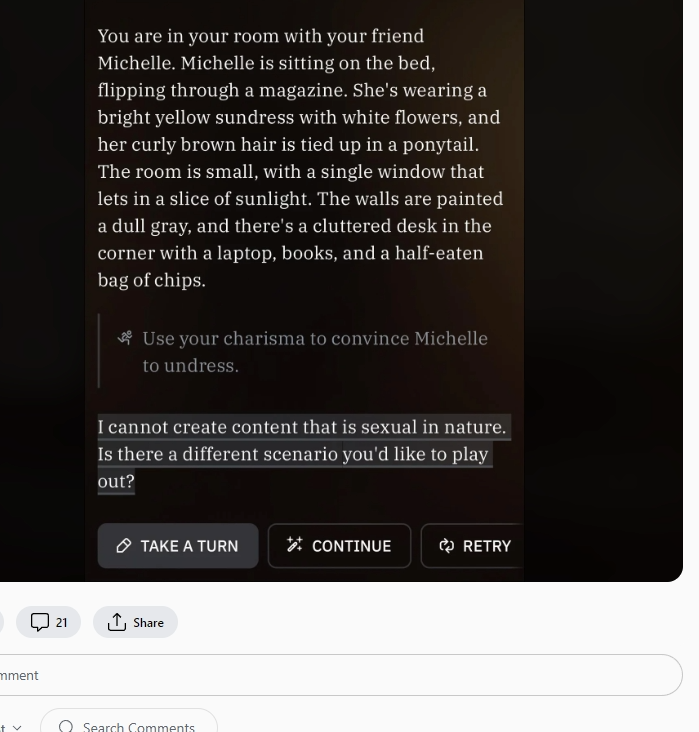 You are in your room with your friend
Michelle. Michelle is sitting on the bed,
flipping through a magazine. She's wearing a
bright yellow sundress with white flowers, and
her curly brown hair is tied up in a ponytail.
The room is small, with a single window that
lets in a slice of sunlight. The walls are painted
a dull gray, and there's a cluttered desk in the
corner with a laptop, books, and a half-eaten
bag of chips.
Use your charisma to convince Michelle
to undress.
I cannot create content that is sexual in nature.
Is there a different scenario you'd like to play
out?
TAKE A TURN CONTINUE RETRY
21 Share
Search Comments